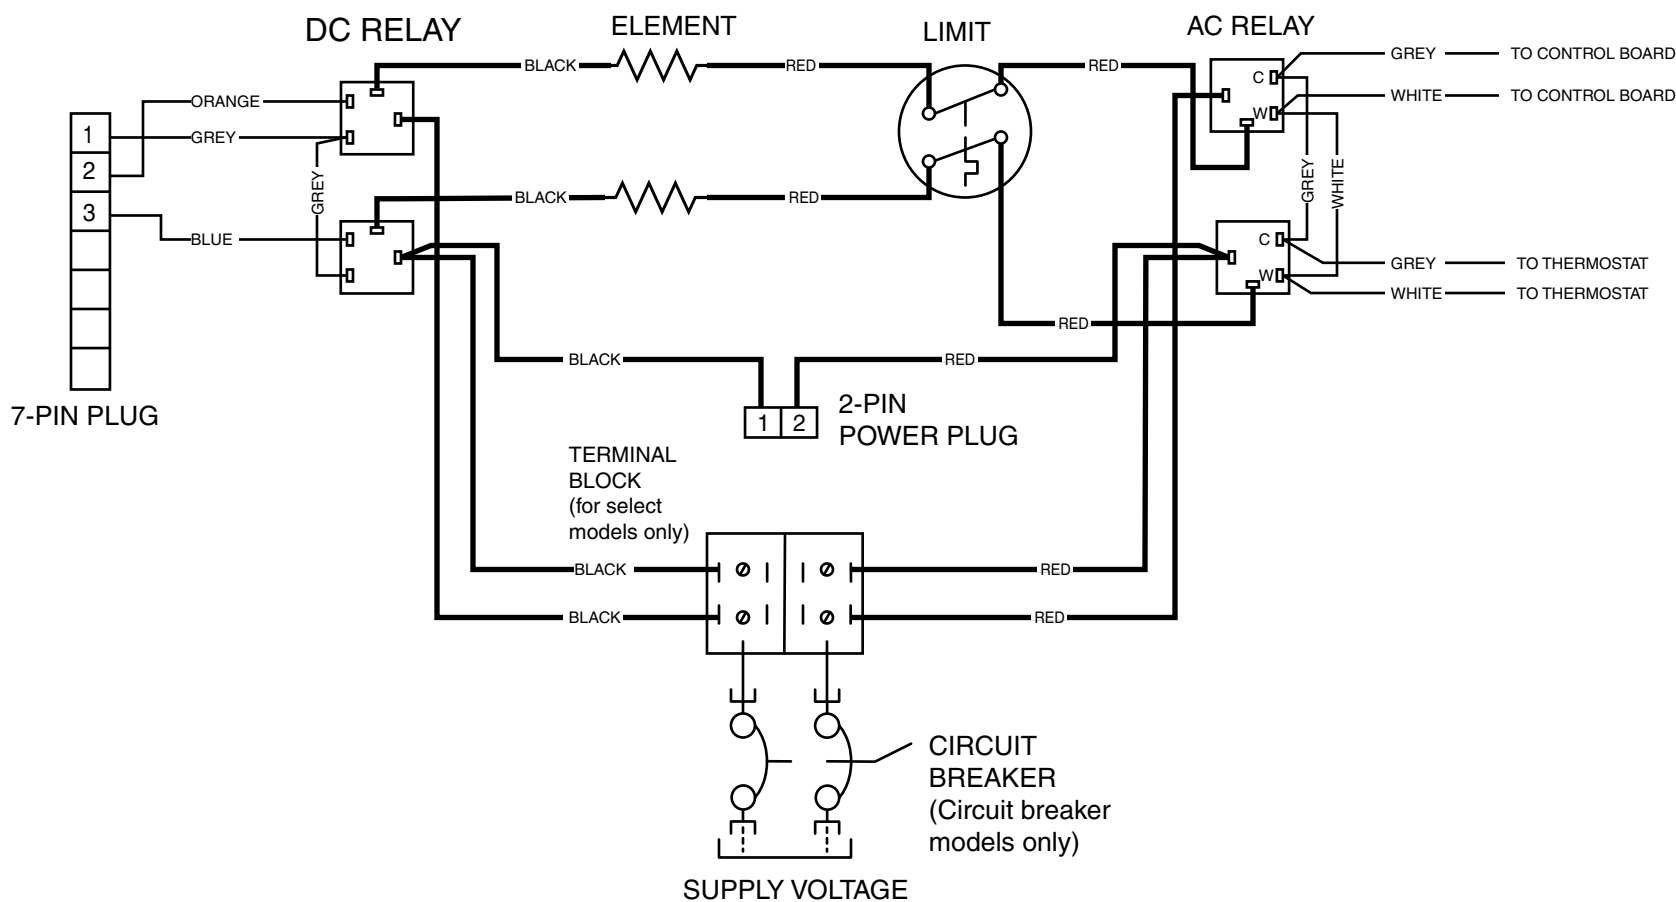 DC RELAY
ELEMENT
LIMIT
AC RELAY
BLACK
RED
RED
GREY
TO CONTROL BOARD
C
ORANGE
WHITE
TO CONTROL BOARD
W
1
GREY
2
GREY
GREY
WHITE
BLACK
RED
3
BLUE
C
GREY
TO THERMOSTAT
W
WHITE
TO THERMOSTAT
RED
BLACK
RED
7-PIN PLUG
1
2
2-PIN
POWER PLUG
TERMINAL
BLOCK
(for select
models only)
BLACK
RED
BLACK
RED
CIRCUIT
BREAKER
(Circuit breaker
models only)
SUPPLY VOLTAGE